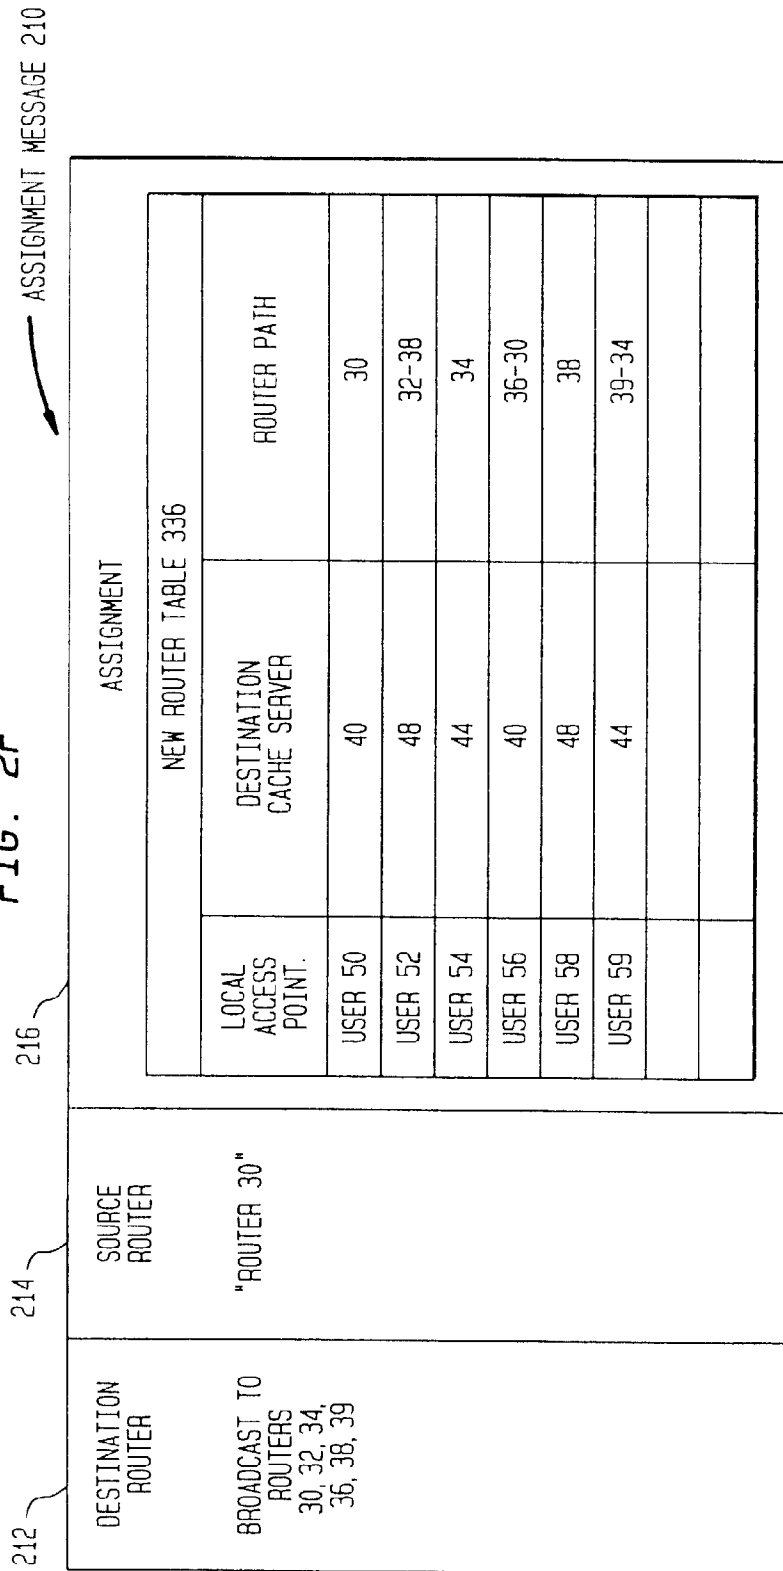 FIG. 2F
ASSIGNMENT MESSAGE 210
212
214
216
DESTINATION
ROUTER
SOURCE
ROUTER
ASSIGNMENT
BROADCAST TO
ROUTERS
30, 32, 34,
36, 38, 39
"ROUTER 30"
NEW ROUTER TABLE 336
LOCAL
ACCESS
POINT.
DESTINATION
CACHE SERVER
ROUTER PATH
USER 50 40 30
USER 52 48 32-38
USER 54 44 34
USER 56 40 36-30
USER 58 48 38
USER 59 44 39-34